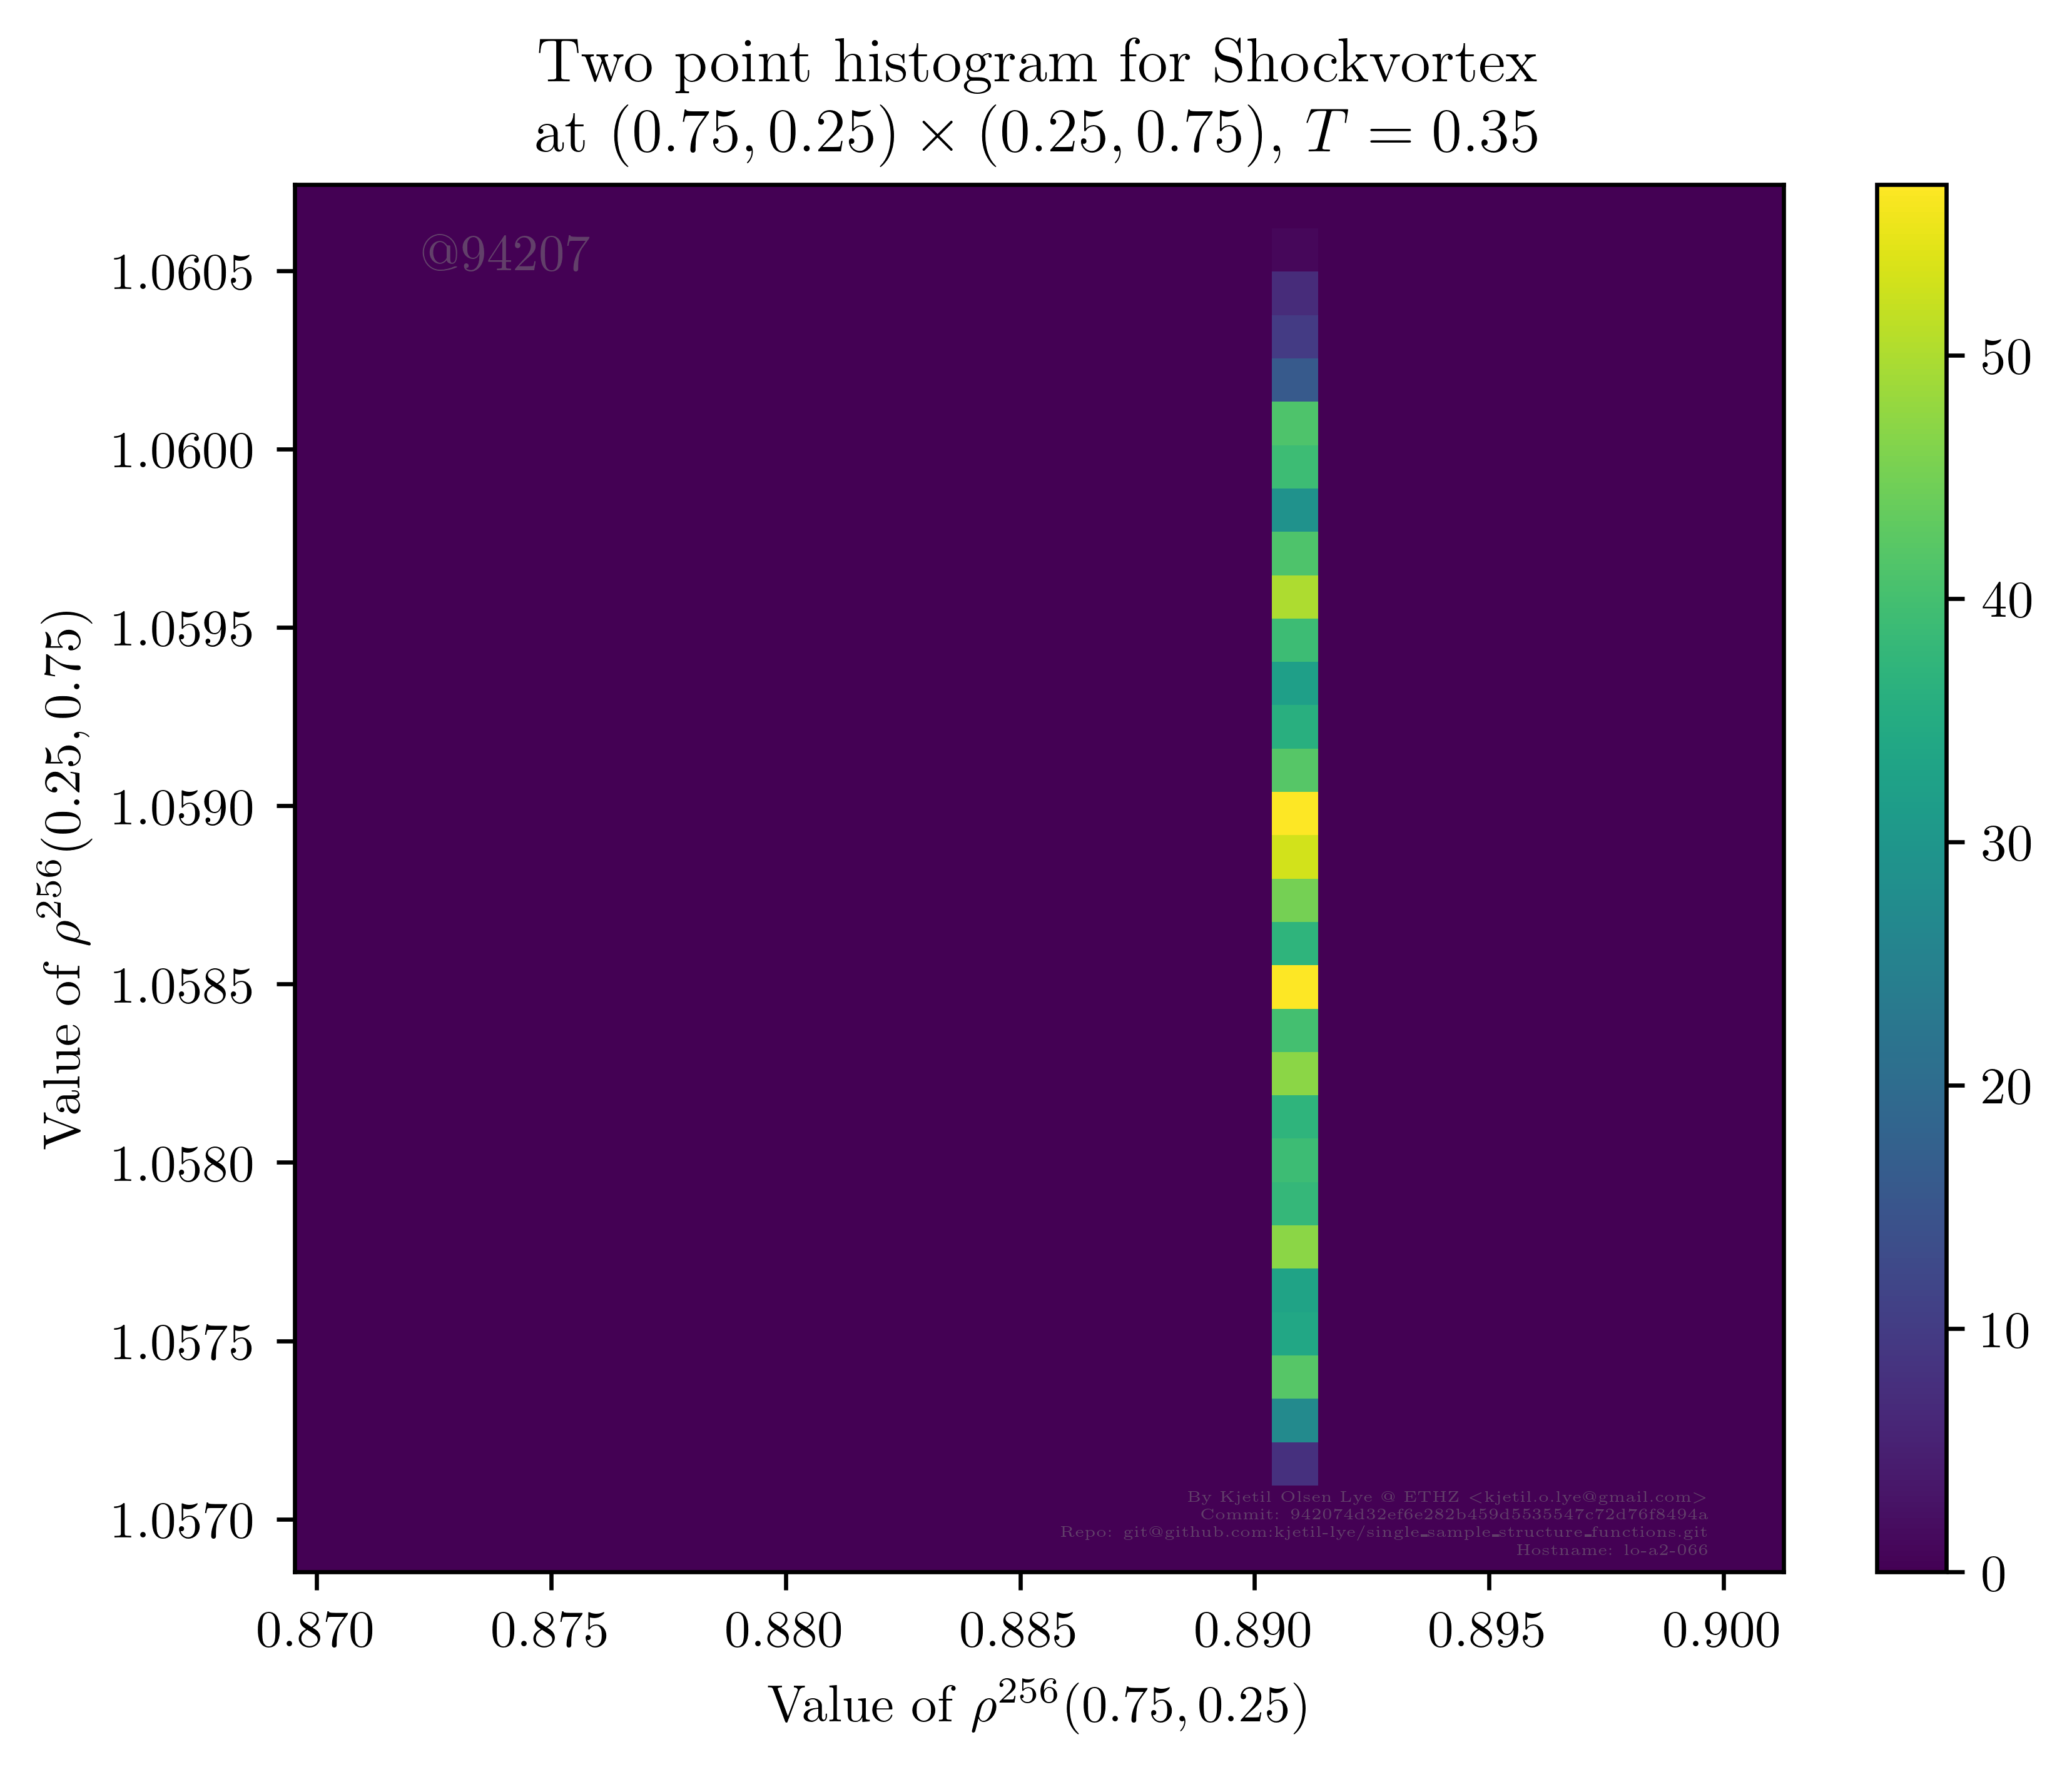 Two point histogram for Shockvortex
at (0.75, 0.25) × (0.25, 0.75), T = 0.35
@94207
1.0605
1.0600
1.0595
1.0590
1.0585
1.0580
1.0575
1.0570
Value of ρ^256(0.25, 0.75)
50
40
30
20
10
0
By Kjetil Olsen Lye @ ETHZ <kjetil.o.lye@gmail.com>
Commit: 942074d32ef6e282b459d5535547c72d76f8494a
Repo: git@github.com:kjetil-lye/single_sample_structure_functions.git
Hostname: lo-a2-066
0.870 0.875 0.880 0.885 0.890 0.895 0.900
Value of ρ^256(0.75, 0.25)